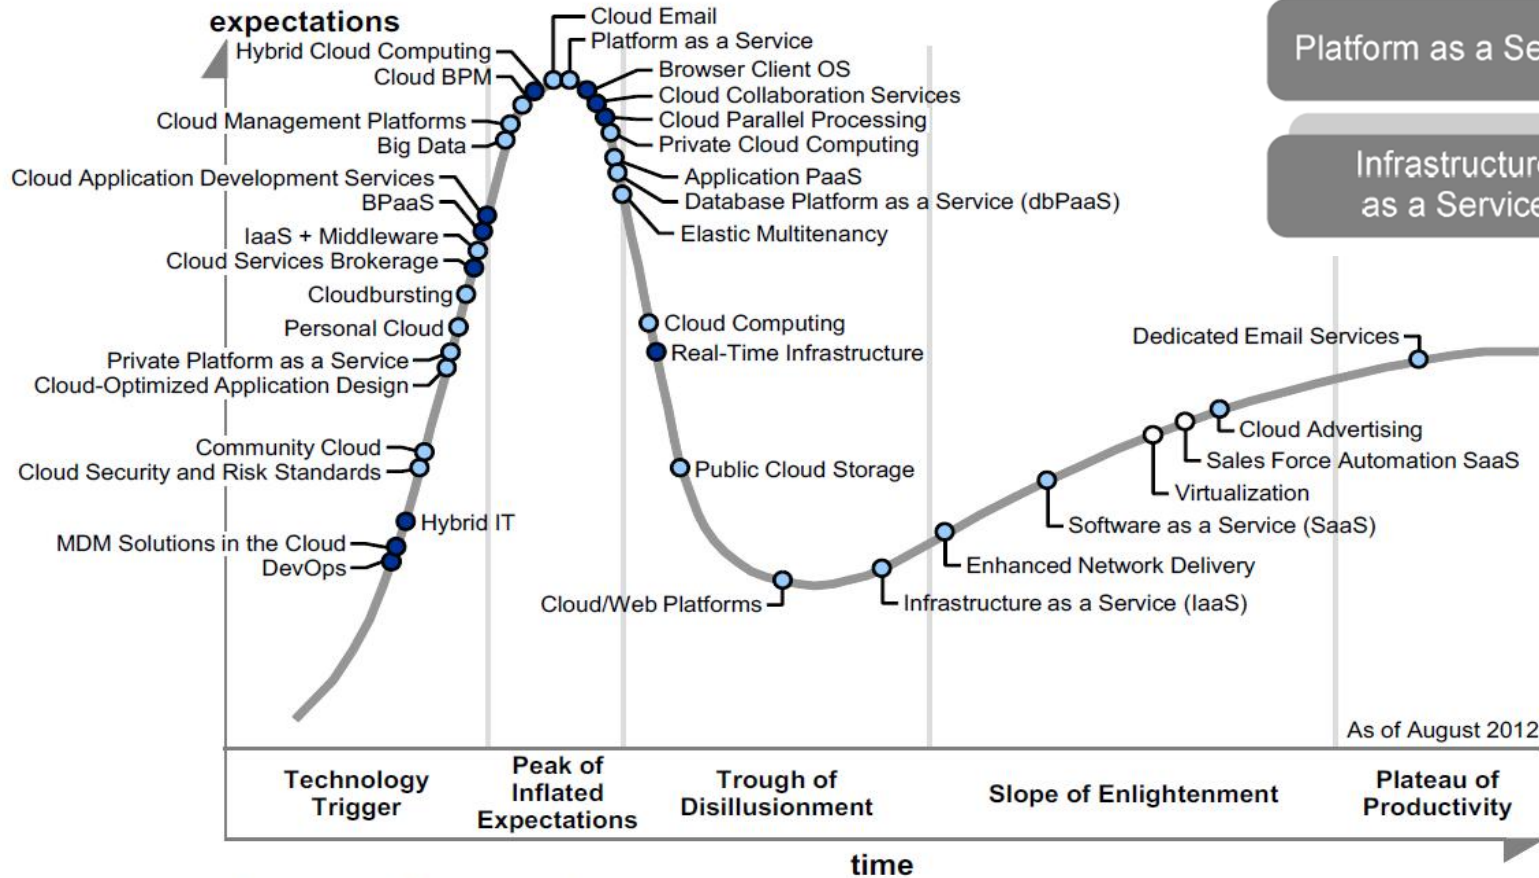 expectations
Cloud Email
Platform as a Service
Hybrid Cloud Computing
Cloud BPM
Browser Client OS
Cloud Collaboration Services
Cloud Management Platforms
Cloud Parallel Processing
Big Data
Private Cloud Computing
Cloud Application Development Services
Application PaaS
BPaaS
Database Platform as a Service (dbPaaS)
IaaS + Middleware
Elastic Multitenancy
Cloud Services Brokerage
Cloudbursting
Personal Cloud
Cloud Computing
Private Platform as a Service
Real-Time Infrastructure
Cloud-Optimized Application Design
Community Cloud
Cloud Security and Risk Standards
Public Cloud Storage
Hybrid IT
MDM Solutions in the Cloud
DevOps
Cloud/Web Platforms
Infrastructure as a Service (IaaS)
Enhanced Network Delivery
Software as a Service (SaaS)
Virtualization
Sales Force Automation SaaS
Cloud Advertising
Dedicated Email Services
Platform as a Se
Infrastructure
as a Service
As of August 2012
Technology
Trigger
Peak of
Inflated
Expectations
Trough of
Disillusionment
Slope of Enlightenment
Plateau of
Productivity
time